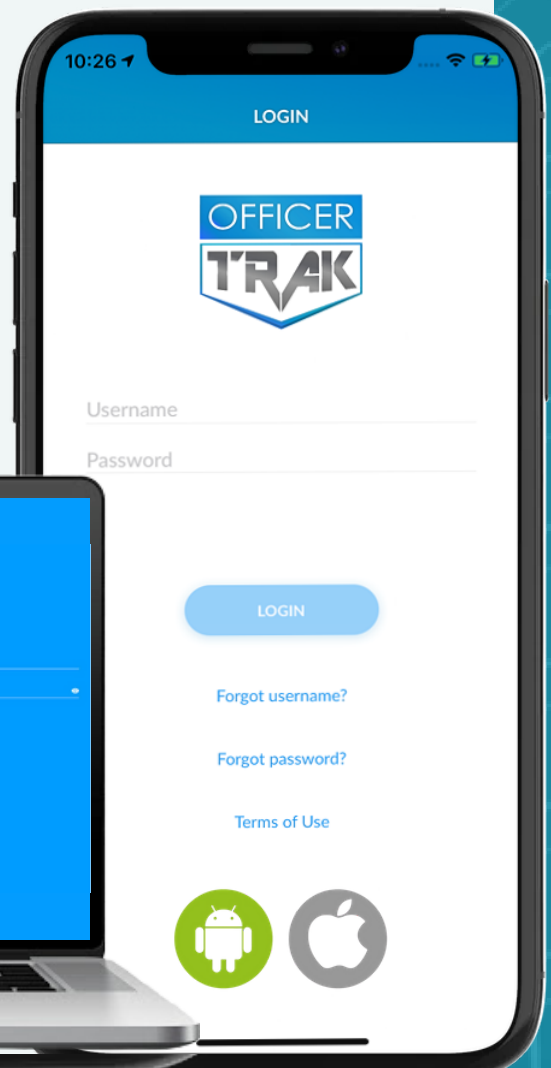 10:26
LOGIN
OFFICER
TRAK
Username
Password
LOGIN
Forgot username?
Forgot password?
Terms of Use